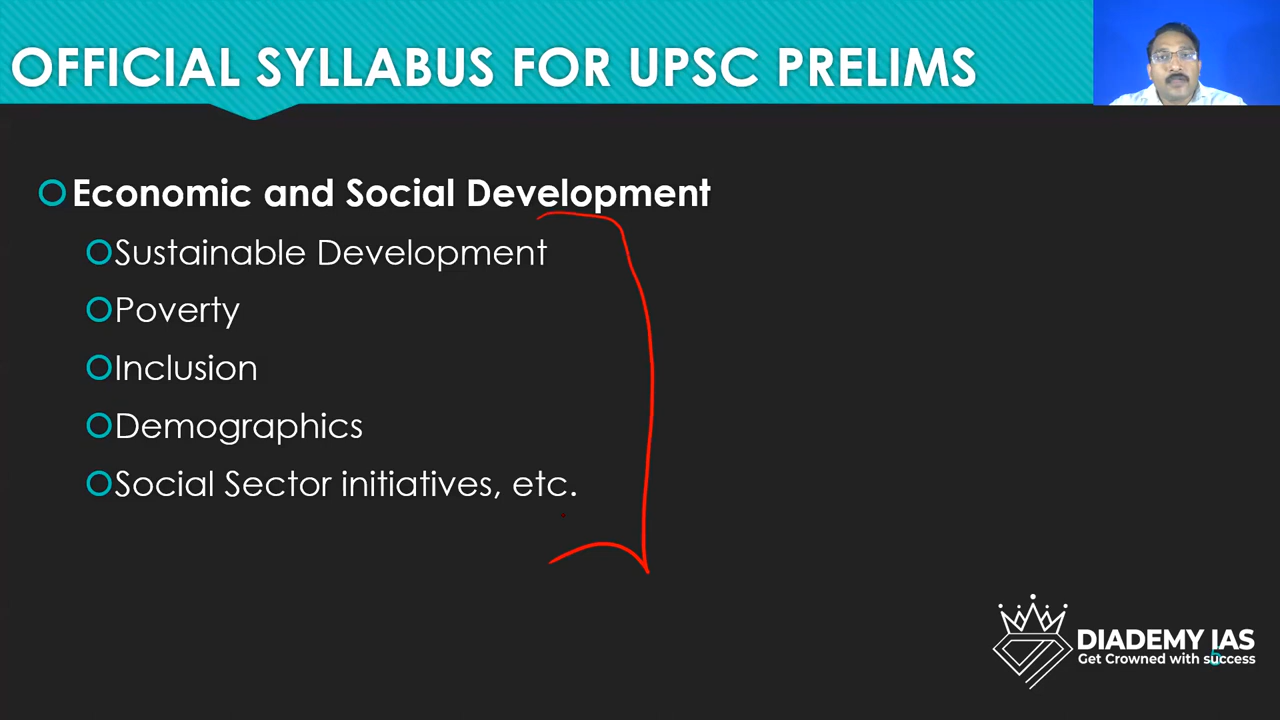 OFFICIAL SYLLABUS FOR UPSC PRELIMS
Economic and Social Development
Sustainable Development
Poverty
Inclusion
Demographics
Social Sector initiatives, etc.
DIADEMY IAS
Get Crowned with success